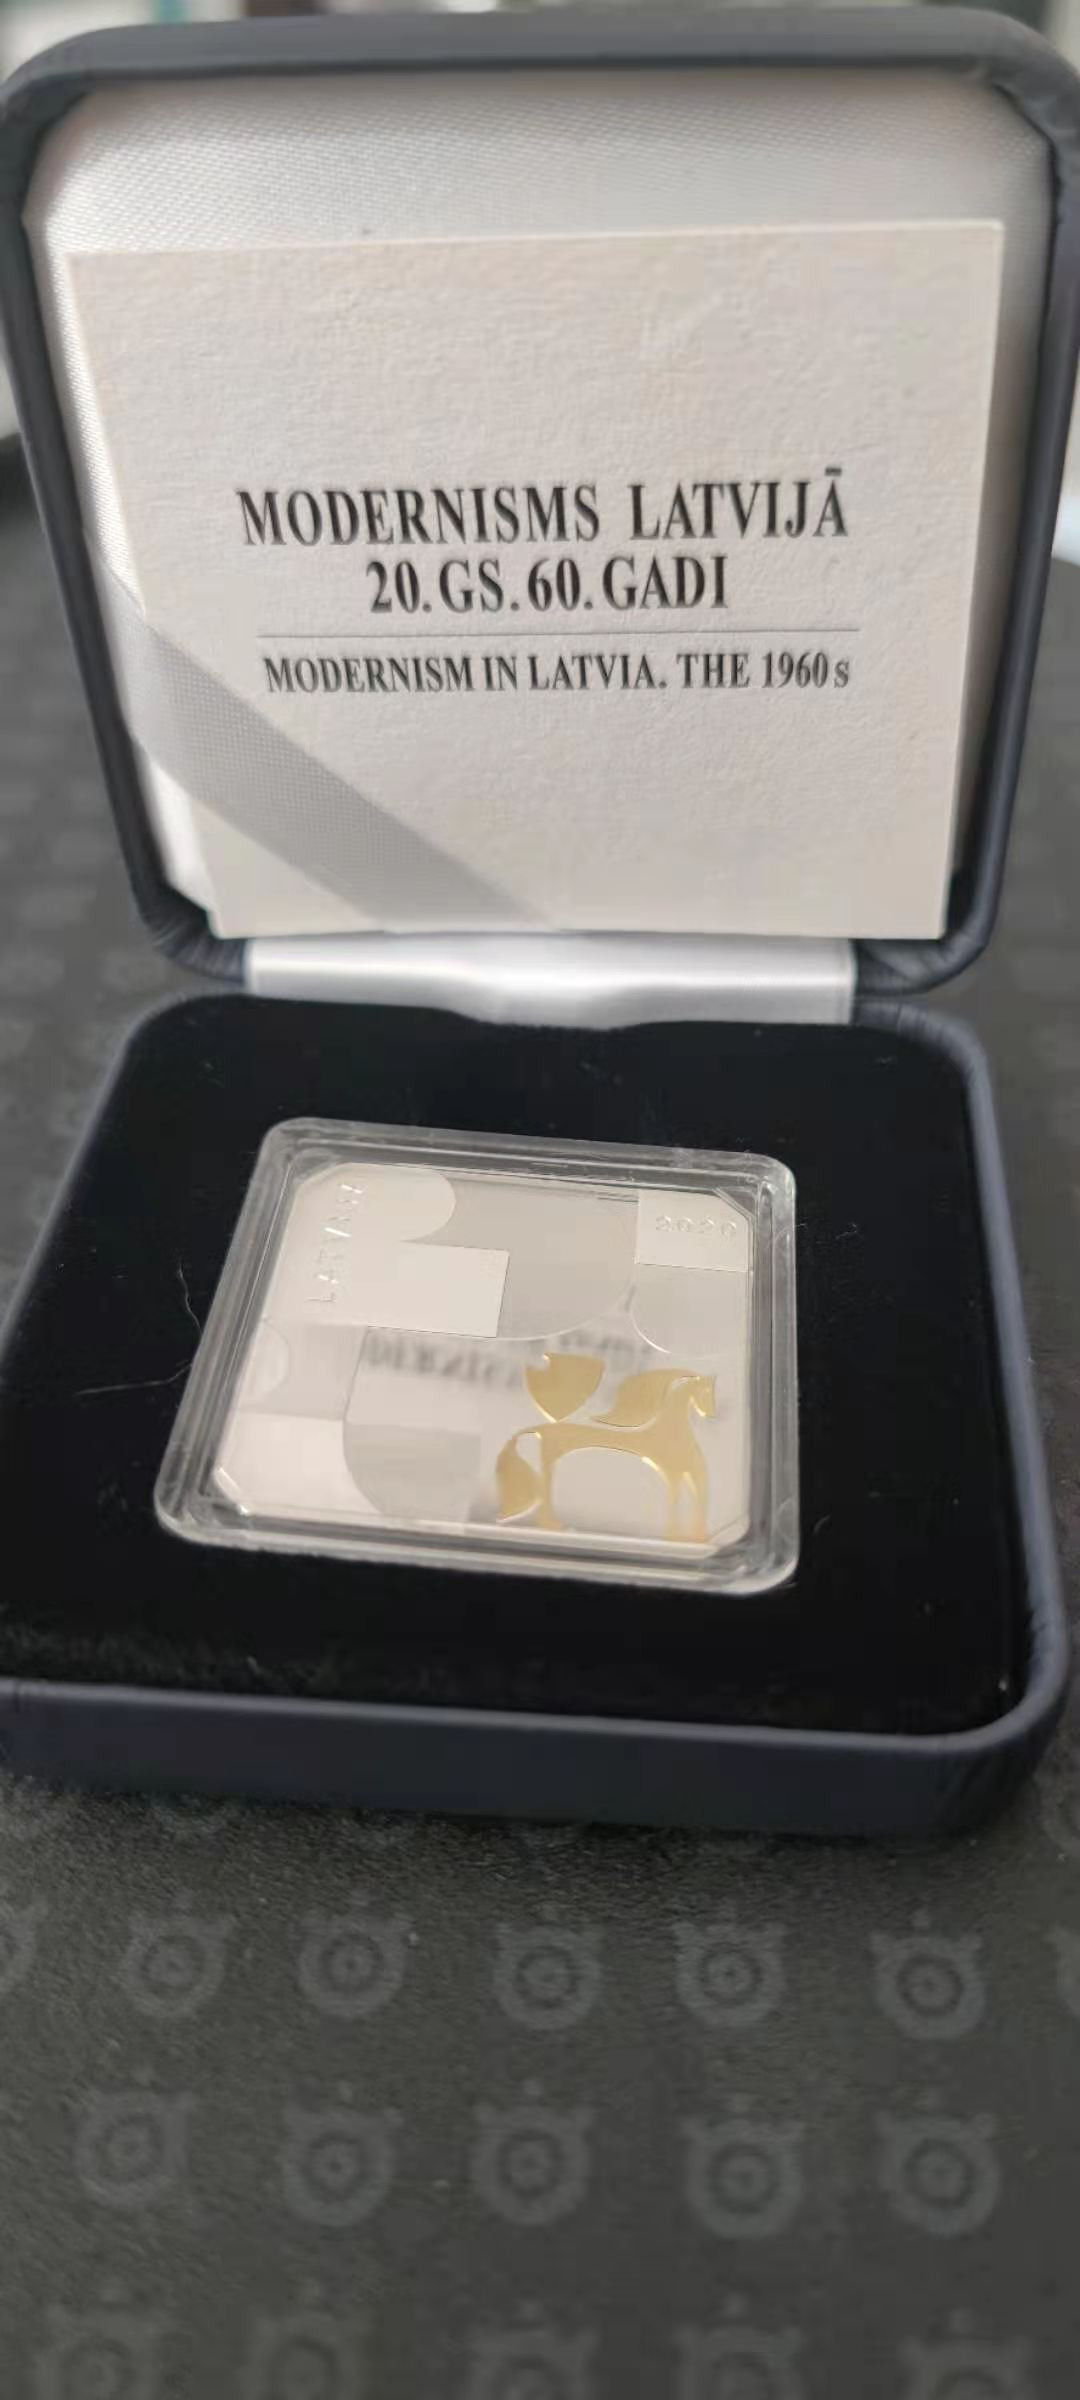 MODERNISMS LATVIJĀ
20.GS.60.GADI
MODERNISM IN LATVIA. THE 1960s
LATVIJA
2020